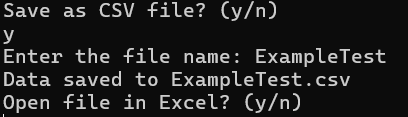 Save as CSV file? (y/n)
y
Enter the file name: ExampleTest
Data saved to ExampleTest.csv
Open file in Excel? (y/n)